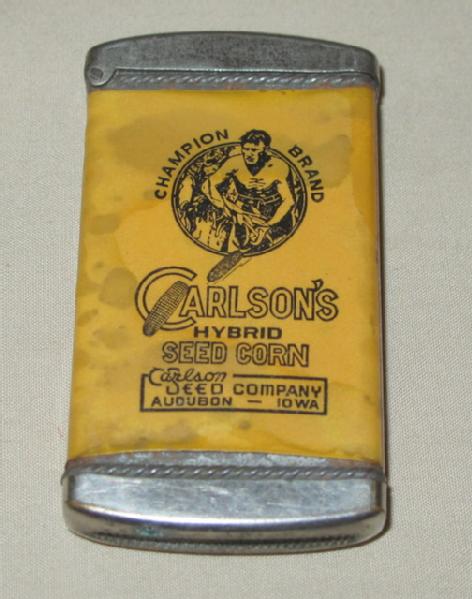 CHAMPION BRAND
CARLSON'S
HYBRID
SEED CORN
Carlson
SEED COMPANY
AUDUBON — IOWA